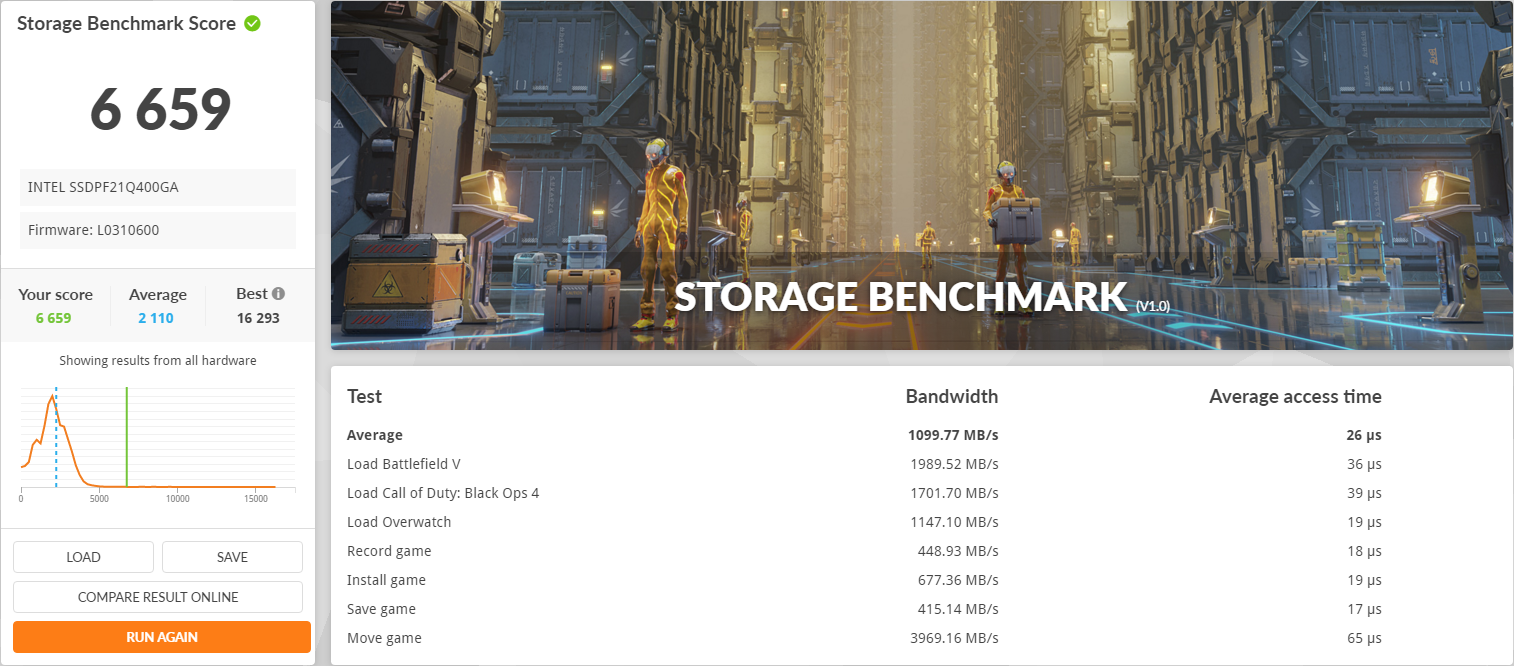 Storage Benchmark Score
6 659
INTEL SSDPF21Q400GA
Firmware: L0310600
Your score Average Best
6 659 2 110 16 293
Showing results from all hardware
0 5000 10000 15000
LOAD SAVE
COMPARE RESULT ONLINE
RUN AGAIN
STORAGE BENCHMARK (V1.0)
Test Bandwidth Average access time
Average 1099.77 MB/s 26 µs
Load Battlefield V 1989.52 MB/s 36 µs
Load Call of Duty: Black Ops 4 1701.70 MB/s 39 µs
Load Overwatch 1147.10 MB/s 19 µs
Record game 448.93 MB/s 18 µs
Install game 677.36 MB/s 19 µs
Save game 415.14 MB/s 17 µs
Move game 3969.16 MB/s 65 µs